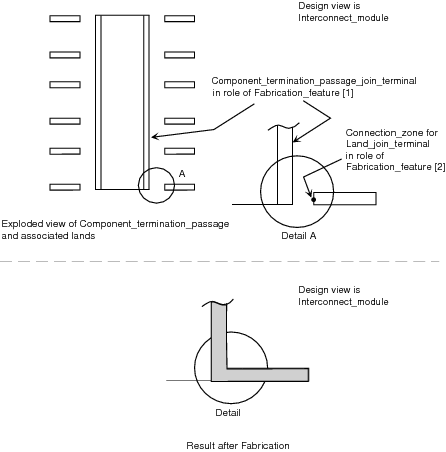 Design view is
Interconnect_module
Component_termination_passage_join_terminal
in role of Fabrication_feature [1]
Connection_zone for
Land_join_terminal
in role of
Fabrication_feature [2]
A
Exploded view of Component_termination_passage
and associated lands
Detail A
Design view is
Interconnect_module
Detail
Result after Fabrication